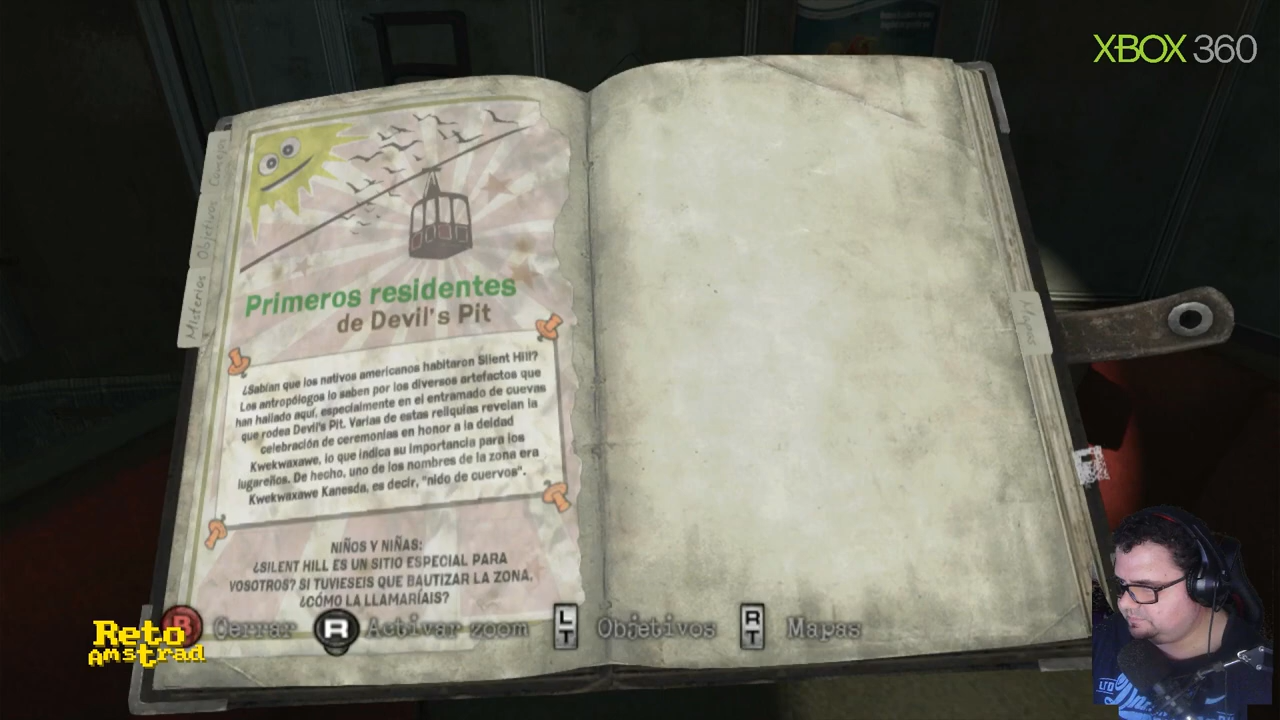 XBOX 360
Consejos
Objetivos
Misterios
Mapas
Primeros residentes
de Devil's Pit
¿Sabían que los nativos americanos habitaron Silent Hill?
Los antropólogos lo saben por los diversos artefactos que
han hallado aquí, especialmente en el entramado de cuevas
que rodea Devil's Pit. Varias de estas reliquias revelan la
celebración de ceremonias en honor a la deidad
Kwekwaxawe, lo que indica su importancia para los
lugareños. De hecho, uno de los nombres de la zona era
Kwekwaxawe Kanesda, es decir, "nido de cuervos".
NIÑOS Y NIÑAS:
¿SILENT HILL ES UN SITIO ESPECIAL PARA
VOSOTROS? SI TUVIESEIS QUE BAUTIZAR LA ZONA,
¿CÓMO LA LLAMARÍAIS?
B Cerrar R Activar zoom LT Objetivos RT Mapas
Reto
Amstrad